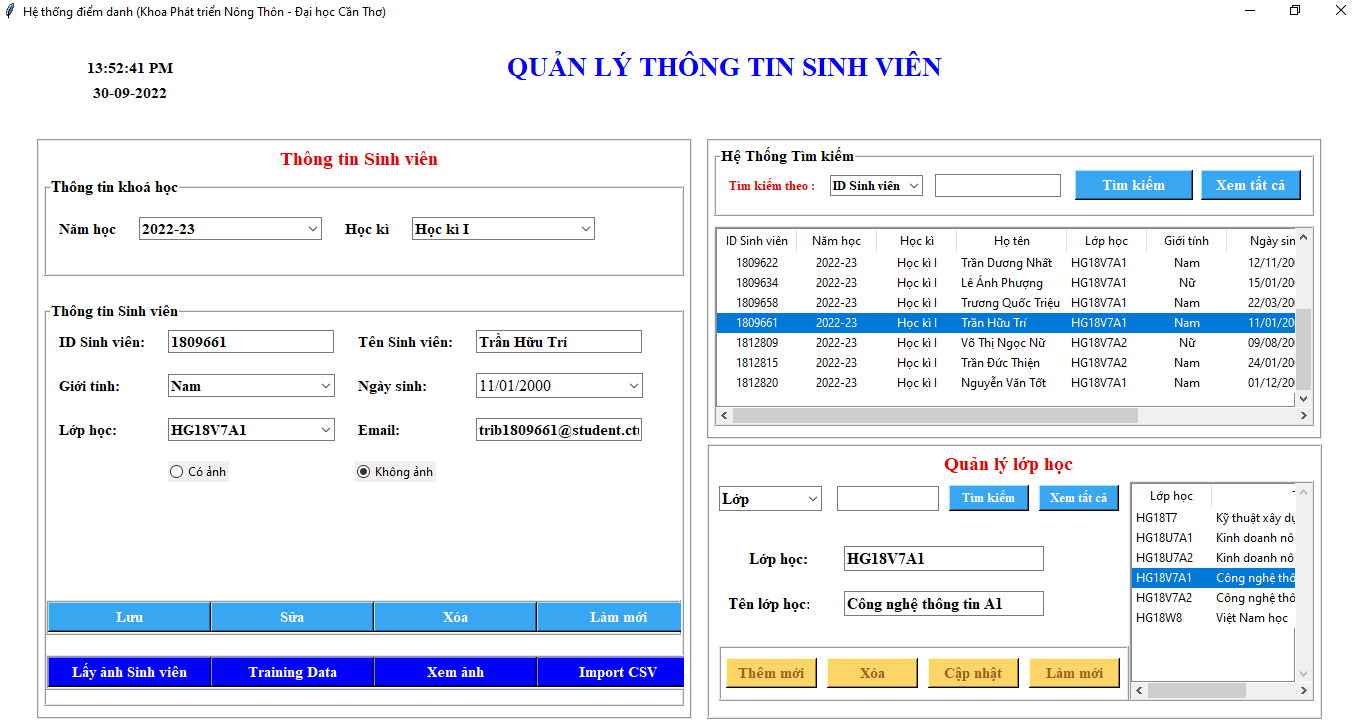 Hệ thống điểm danh (Khoa Phát triển Nông Thôn - Đại học Cần Thơ)
13:52:41 PM
30-09-2022
QUẢN LÝ THÔNG TIN SINH VIÊN
Thông tin Sinh viên
Thông tin khoá học
Năm học 2022-23 Học kì Học kì I
Thông tin Sinh viên
ID Sinh viên: 1809661 Tên Sinh viên: Trần Hữu Trí
Giới tính: Nam Ngày sinh: 11/01/2000
Lớp học: HG18V7A1 Email: trib1809661@student.ctu
Có ảnh Không ảnh
Lưu Sửa Xóa Làm mới
Lấy ảnh Sinh viên Training Data Xem ảnh Import CSV
Hệ Thống Tìm kiếm
Tìm kiếm theo : ID Sinh viên Tìm kiếm Xem tất cả
ID Sinh viên Năm học Học kì Họ tên Lớp học Giới tính Ngày sin
1809622 2022-23 Học kì I Trần Dương Nhất HG18V7A1 Nam 12/11/200
1809634 2022-23 Học kì I Lê Ánh Phượng HG18V7A1 Nữ 15/01/200
1809658 2022-23 Học kì I Trương Quốc Triệu HG18V7A1 Nam 22/03/200
1809661 2022-23 Học kì I Trần Hữu Trí HG18V7A1 Nam 11/01/200
1812809 2022-23 Học kì I Võ Thị Ngọc Nữ HG18V7A2 Nữ 09/08/200
1812815 2022-23 Học kì I Trần Đức Thiện HG18V7A2 Nam 24/01/200
1812820 2022-23 Học kì I Nguyễn Văn Tốt HG18V7A1 Nam 01/12/200
Quản lý lớp học
Lớp Tìm kiếm Xem tất cả
Lớp học: HG18V7A1
Tên lớp học: Công nghệ thông tin A1
Thêm mới Xóa Cập nhật Làm mới
Lớp học
HG18T7 Kỹ thuật xây dự
HG18U7A1 Kinh doanh nô
HG18U7A2 Kinh doanh nô
HG18V7A1 Công nghệ thô
HG18V7A2 Công nghệ thô
HG18W8 Việt Nam học